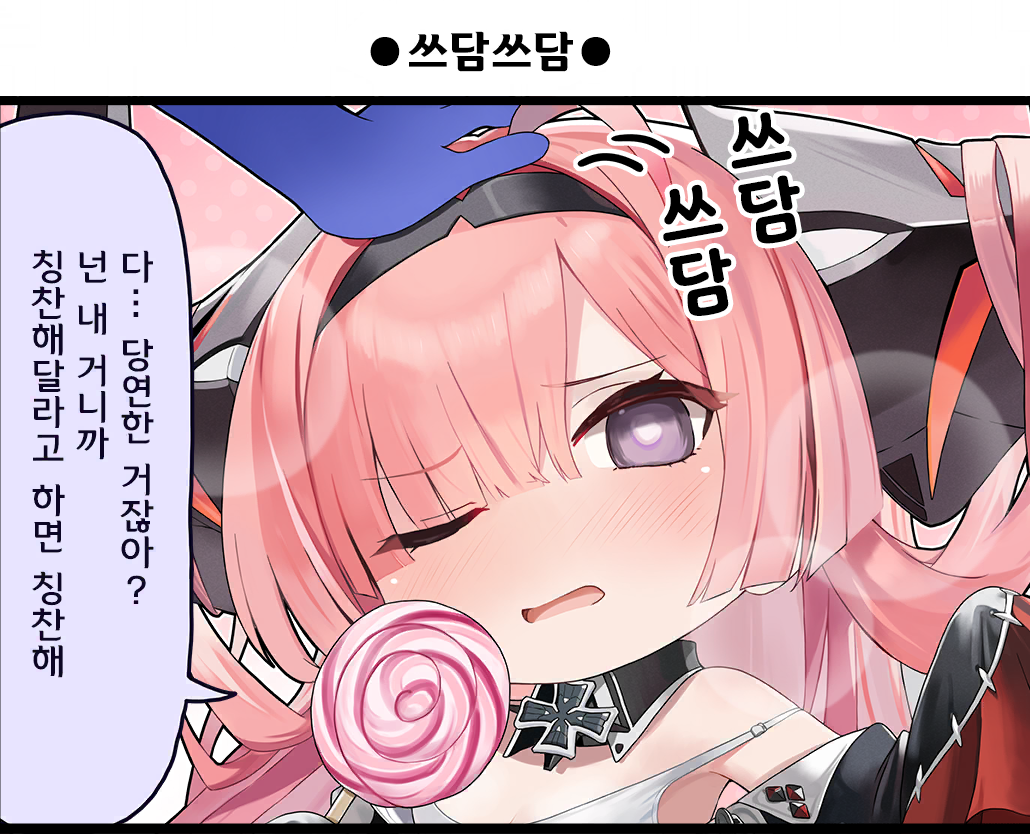 ●쓰담쓰담●
쓰담
쓰담
다… 당연한 거잖아?
넌 내 거니까
칭찬해달라고 하면 칭찬해